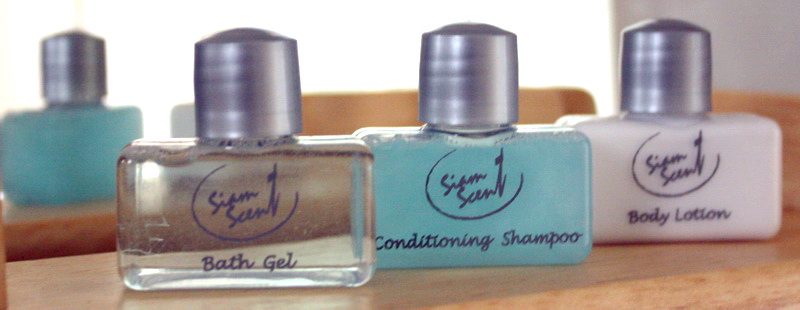 Siam
Scent
Bath Gel
Siam
Scent
Conditioning Shampoo
Siam
Scent
Body Lotion